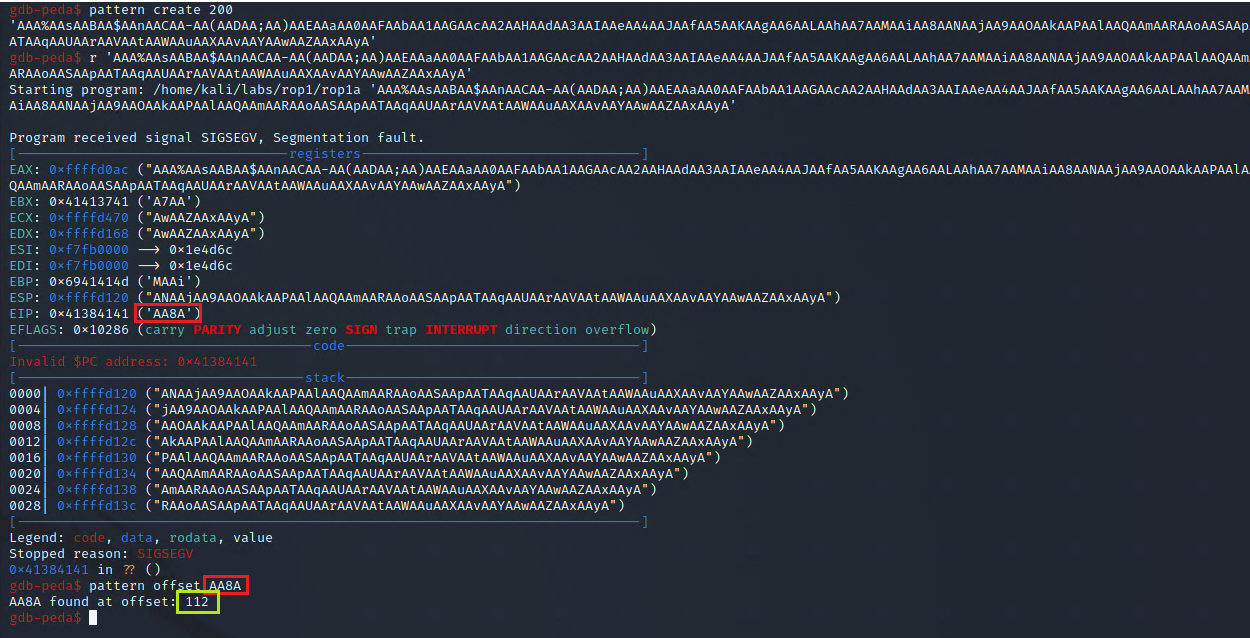 gdb-peda$ pattern create 200
'AAA%AAsAABAA$AAnAACAA-AA(AADAA;AA)AAEAAaAA0AAFAAbAA1AAGAAcAA2AAHAAdAA3AAIAAeAA4AAJAAfAA5AAKAAgAA6AALAAhAA7AAMAAiAA8AANAAjAA9AAOAAkAAPAAlAAQAAmAARAAoAASAAp
ATAAqAAUAArAAVAAtAAWAAuAAXAAvAAYAAwAAZAAxAAyA'
gdb-peda$ r 'AAA%AAsAABAA$AAnAACAA-AA(AADAA;AA)AAEAAaAA0AAFAAbAA1AAGAAcAA2AAHAAdAA3AAIAAeAA4AAJAAfAA5AAKAAgAA6AALAAhAA7AAMAAiAA8AANAAjAA9AAOAAkAAPAAlAAQAAm
ARAAoAASAApAATAAqAAUAArAAVAAtAAWAAuAAXAAvAAYAAwAAZAAxAAyA'
Starting program: /home/kali/labs/rop1/rop1a 'AAA%AAsAABAA$AAnAACAA-AA(AADAA;AA)AAEAAaAA0AAFAAbAA1AAGAAcAA2AAHAAdAA3AAIAAeAA4AAJAAfAA5AAKAAgAA6AALAAhAA7AAM
AiAA8AANAAjAA9AAOAAkAAPAAlAAQAAmAARAAoAASAApAATAAqAAUAArAAVAAtAAWAAuAAXAAvAAYAAwAAZAAxAAyA'
Program received signal SIGSEGV, Segmentation fault.
[registers]
EAX: 0×ffffd0ac ("AAA%AAsAABAA$AAnAACAA-AA(AADAA;AA)AAEAAaAA0AAFAAbAA1AAGAAcAA2AAHAAdAA3AAIAAeAA4AAJAAfAA5AAKAAgAA6AALAAhAA7AAMAAiAA8AANAAjAA9AAOAAkAAPAAlA
QAAmAARAAoAASAApAATAAqAAUAArAAVAAtAAWAAuAAXAAvAAYAAwAAZAAxAAyA")
EBX: 0×41413741 ('A7AA')
ECX: 0×ffffd470 ("AwAAZAAxAAyA")
EDX: 0×ffffd168 ("AwAAZAAxAAyA")
ESI: 0×f7fb0000 ⟶ 0×1e4d6c
EDI: 0×f7fb0000 ⟶ 0×1e4d6c
EBP: 0×6941414d ('MAAi')
ESP: 0×ffffd120 ("ANAAjAA9AAOAAkAAPAAlAAQAAmAARAAoAASAApAATAAqAAUAArAAVAAtAAWAAuAAXAAvAAYAAwAAZAAxAAyA")
EIP: 0×41384141 ('AA8A')
EFLAGS: 0×10286 (carry PARITY adjust zero SIGN trap INTERRUPT direction overflow)
[code]
Invalid $PC address: 0×41384141
[stack]
0000| 0×ffffd120 ("ANAAjAA9AAOAAkAAPAAlAAQAAmAARAAoAASAApAATAAqAAUAArAAVAAtAAWAAuAAXAAvAAYAAwAAZAAxAAyA")
0004| 0×ffffd124 ("jAA9AAOAAkAAPAAlAAQAAmAARAAoAASAApAATAAqAAUAArAAVAAtAAWAAuAAXAAvAAYAAwAAZAAxAAyA")
0008| 0×ffffd128 ("AAOAAkAAPAAlAAQAAmAARAAoAASAApAATAAqAAUAArAAVAAtAAWAAuAAXAAvAAYAAwAAZAAxAAyA")
0012| 0×ffffd12c ("AkAAPAAlAAQAAmAARAAoAASAApAATAAqAAUAArAAVAAtAAWAAuAAXAAvAAYAAwAAZAAxAAyA")
0016| 0×ffffd130 ("PAAlAAQAAmAARAAoAASAApAATAAqAAUAArAAVAAtAAWAAuAAXAAvAAYAAwAAZAAxAAyA")
0020| 0×ffffd134 ("AAQAAmAARAAoAASAApAATAAqAAUAArAAVAAtAAWAAuAAXAAvAAYAAwAAZAAxAAyA")
0024| 0×ffffd138 ("AmAARAAoAASAApAATAAqAAUAArAAVAAtAAWAAuAAXAAvAAYAAwAAZAAxAAyA")
0028| 0×ffffd13c ("RAAoAASAApAATAAqAAUAArAAVAAtAAWAAuAAXAAvAAYAAwAAZAAxAAyA")
[]
Legend: code, data, rodata, value
Stopped reason: SIGSEGV
0×41384141 in ?? ()
gdb-peda$ pattern offset AA8A
AA8A found at offset: 112
gdb-peda$